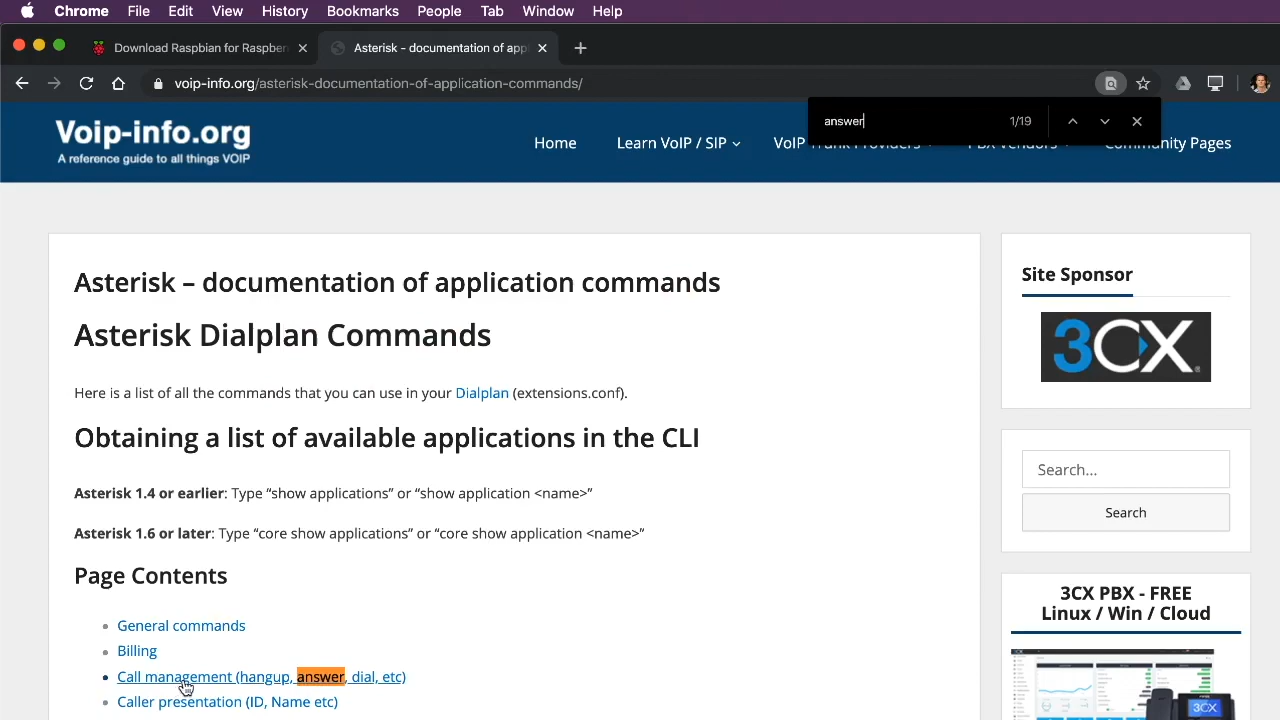 Chrome File Edit View History Bookmarks People Tab Window Help
Download Raspbian for Raspber
Asterisk - documentation of app
voip-info.org/asterisk-documentation-of-application-commands/
answer 1/19
Voip-info.org
A reference guide to all things VOIP
Home Learn VoIP / SIP VoIP Trunk Providers PBX Vendors Community Pages
Asterisk – documentation of application commands
Asterisk Dialplan Commands
Here is a list of all the commands that you can use in your Dialplan (extensions.conf).
Obtaining a list of available applications in the CLI
Asterisk 1.4 or earlier: Type “show applications” or “show application <name>”
Asterisk 1.6 or later: Type “core show applications” or “core show application <name>”
Page Contents
General commands
Billing
Call management (hangup, answer, dial, etc)
Caller presentation (ID, Name etc)
Site Sponsor
3CX
Search...
Search
3CX PBX - FREE
Linux / Win / Cloud
3CX